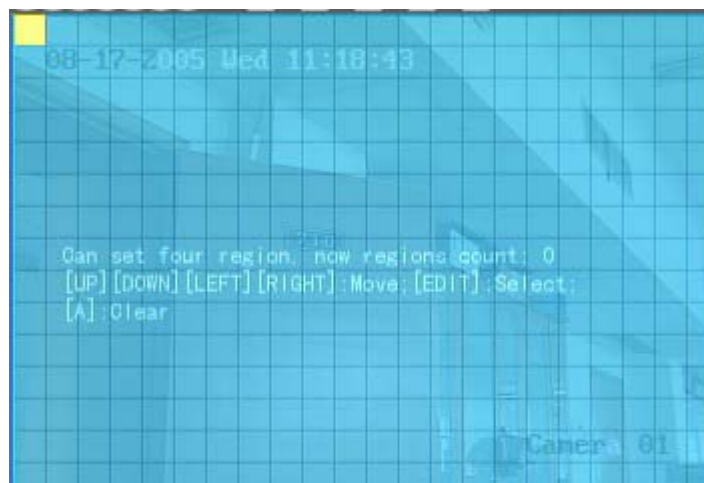 08-17-2005 Wed 11:18:43
Can set four region, now regions count: 0
[UP][DOWN][LEFT][RIGHT]:Move;[EDIT]:Select;
[A]:Clear
Camera 01